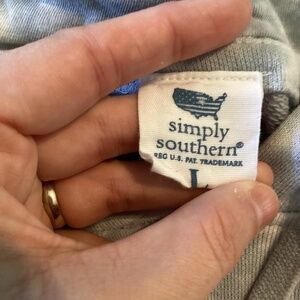 simply
southern®
REG U.S. PAT. TRADEMARK
L